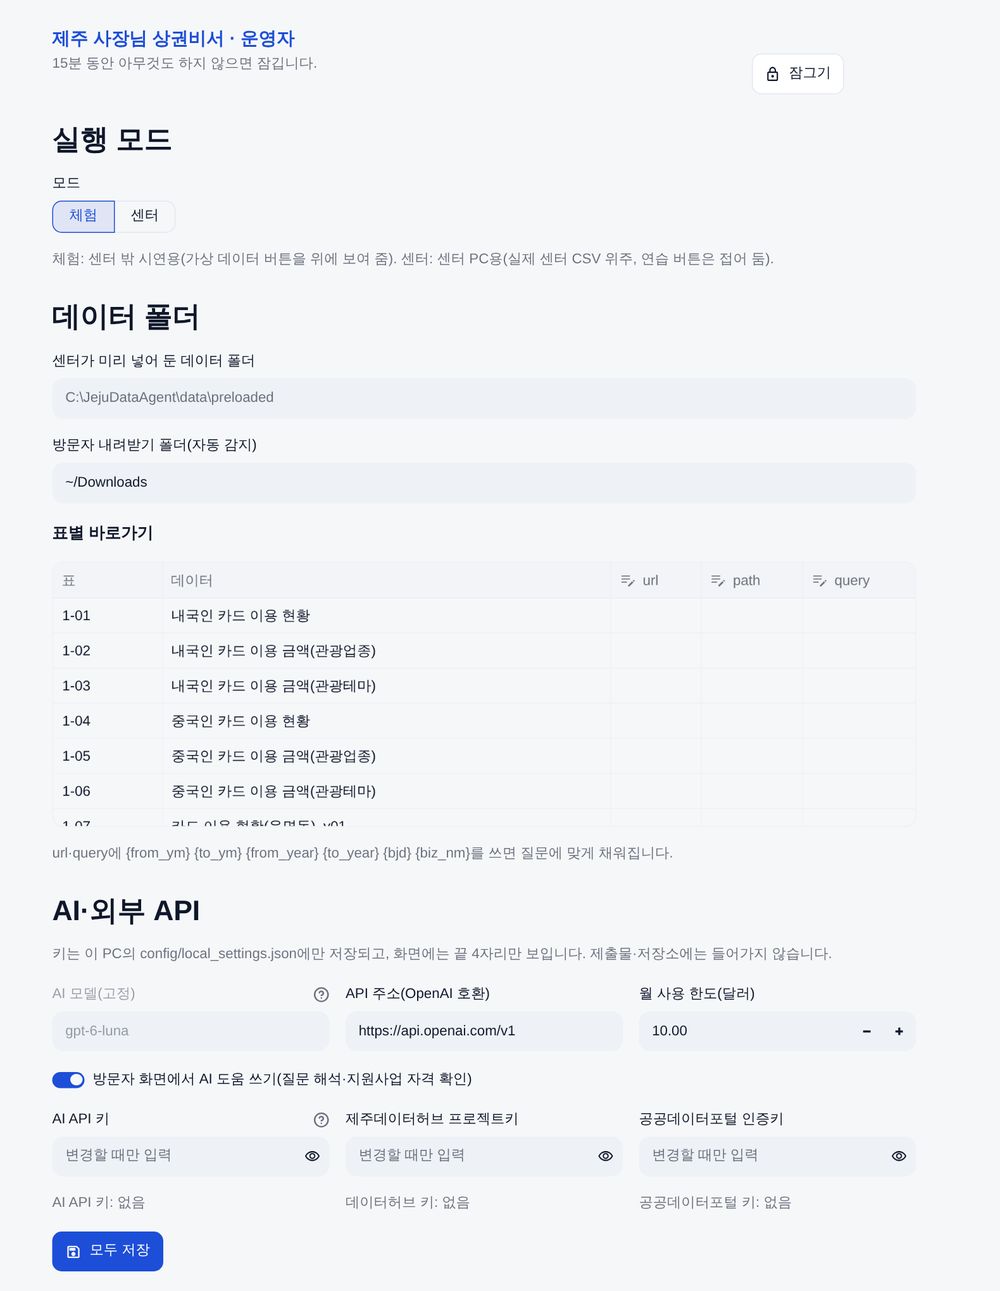 제주 사장님 상권비서 · 운영자
15분 동안 아무것도 하지 않으면 잠깁니다.
잠그기
실행 모드
모드
체험 센터
체험: 센터 밖 시연용(가상 데이터 버튼을 위에 보여 줌). 센터: 센터 PC용(실제 센터 CSV 위주, 연습 버튼은 접어 둠).
데이터 폴더
센터가 미리 넣어 둔 데이터 폴더
C:\JejuDataAgent\data\preloaded
방문자 내려받기 폴더(자동 감지)
~/Downloads
표별 바로가기
표 데이터 url path query
1-01 내국인 카드 이용 현황
1-02 내국인 카드 이용 금액(관광업종)
1-03 내국인 카드 이용 금액(관광테마)
1-04 중국인 카드 이용 현황
1-05 중국인 카드 이용 금액(관광업종)
1-06 중국인 카드 이용 금액(관광테마)
1-07 카드 이용 현황(읍면동)_v01
url·query에 {from_ym} {to_ym} {from_year} {to_year} {bjd} {biz_nm}를 쓰면 질문에 맞게 채워집니다.
AI·외부 API
키는 이 PC의 config/local_settings.json에만 저장되고, 화면에는 끝 4자리만 보입니다. 제출물·저장소에는 들어가지 않습니다.
AI 모델(고정) API 주소(OpenAI 호환) 월 사용 한도(달러)
gpt-6-luna https://api.openai.com/v1 10.00
방문자 화면에서 AI 도움 쓰기(질문 해석·지원사업 자격 확인)
AI API 키 제주데이터허브 프로젝트키 공공데이터포털 인증키
변경할 때만 입력 변경할 때만 입력 변경할 때만 입력
AI API 키: 없음 데이터허브 키: 없음 공공데이터포털 키: 없음
모두 저장